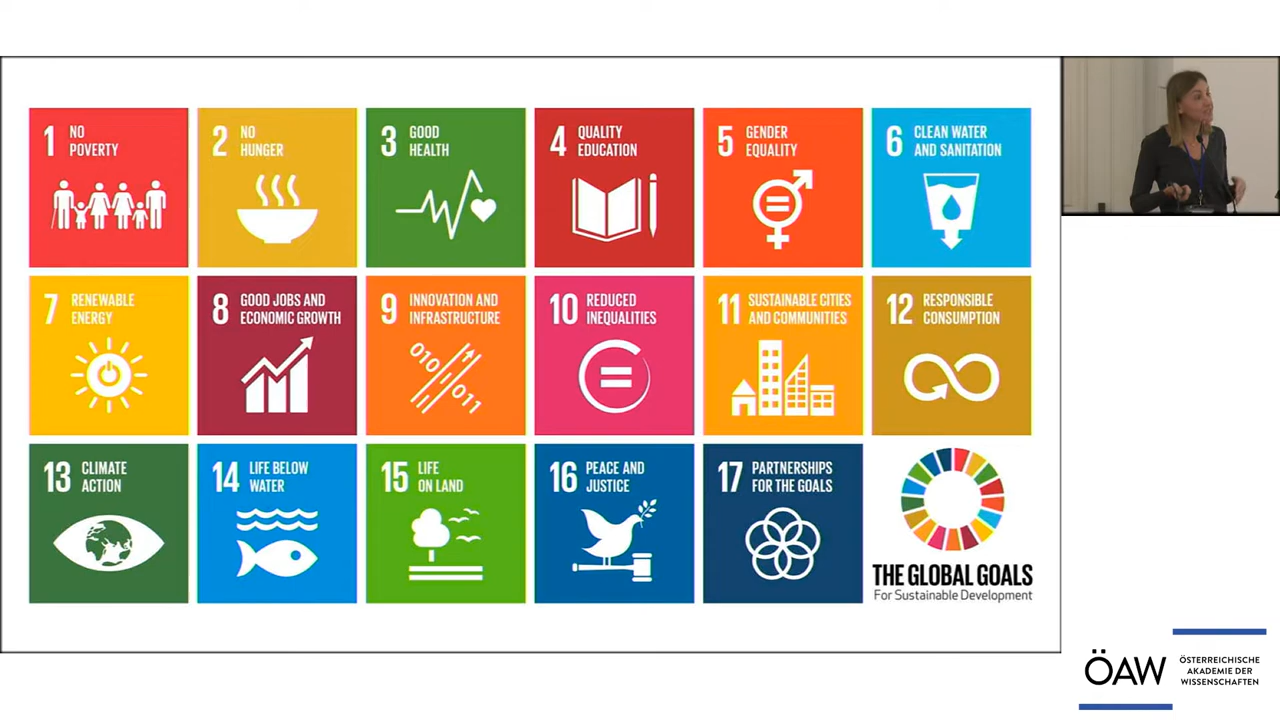 1 NO
POVERTY
2 NO
HUNGER
3 GOOD
HEALTH
4 QUALITY
EDUCATION
5 GENDER
EQUALITY
6 CLEAN WATER
AND SANITATION
7 RENEWABLE
ENERGY
8 GOOD JOBS AND
ECONOMIC GROWTH
9 INNOVATION AND
INFRASTRUCTURE
010
011
10 REDUCED
INEQUALITIES
11 SUSTAINABLE CITIES
AND COMMUNITIES
12 RESPONSIBLE
CONSUMPTION
13 CLIMATE
ACTION
14 LIFE BELOW
WATER
15 LIFE
ON LAND
16 PEACE AND
JUSTICE
17 PARTNERSHIPS
FOR THE GOALS
THE GLOBAL GOALS
For Sustainable Development
ÖAW
ÖSTERREICHISCHE
AKADEMIE DER
WISSENSCHAFTEN